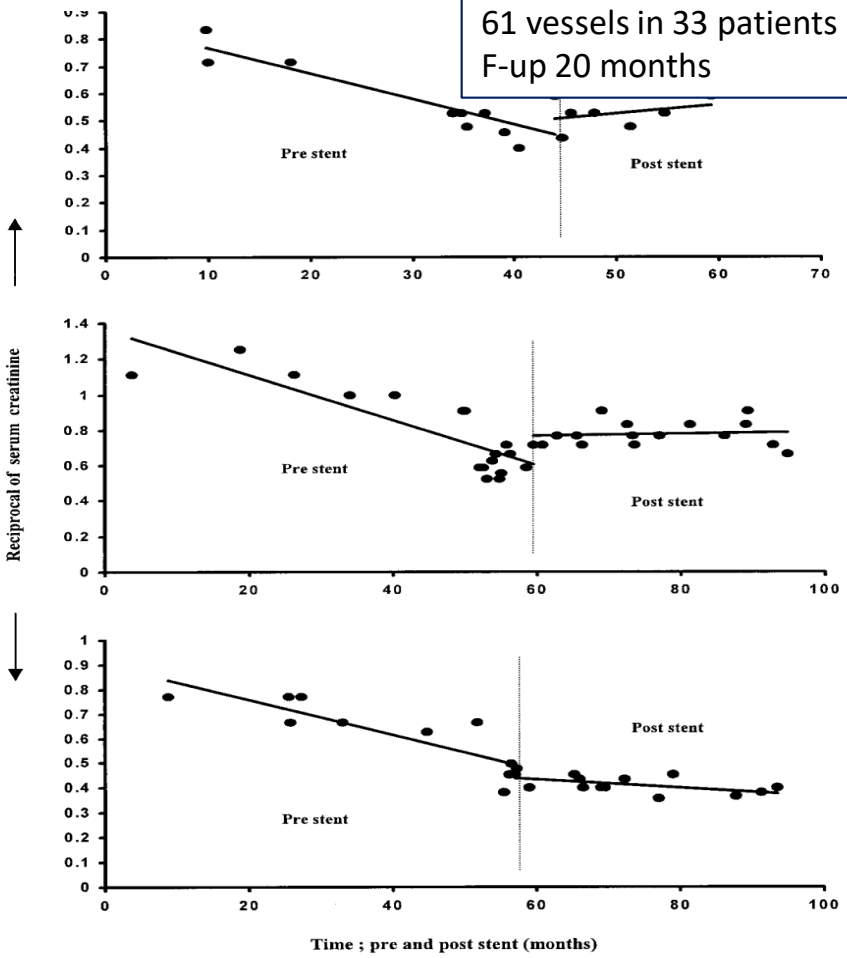 61 vessels in 33 patients
F-up 20 months
0.9
0.8
0.7
0.6
0.5
0.4
0.3
0.2
0.1
0
Pre stent
Post stent
0 10 20 30 40 50 60 70
Reciprocal of serum creatinine
1.4
1.2
1
0.8
0.6
0.4
0.2
0
Pre stent
Post stent
0 20 40 60 80 100
1
0.9
0.8
0.7
0.6
0.5
0.4
0.3
0.2
0.1
0
Post stent
Pre stent
0 20 40 60 80 100
Time ; pre and post stent (months)